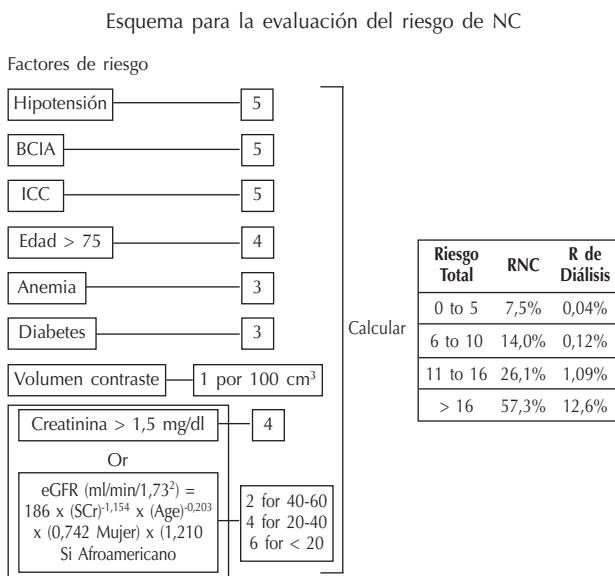 Esquema para la evaluación del riesgo de NC
Factores de riesgo
Hipotensión 5
BCIA 5
ICC 5
Edad > 75 4
Anemia 3
Diabetes 3
Volumen contraste 1 por 100 cm³
Creatinina > 1,5 mg/dl 4
Or
eGFR (ml/min/1,73²) =
186 x (SCr)⁻¹,¹⁵⁴ x (Age)⁻⁰,²⁰³
x (0,742 Mujer) x (1,210
Si Afroamericano
2 for 40-60
4 for 20-40
6 for < 20
Calcular
Riesgo Total RNC R de Diálisis
0 to 5 7,5% 0,04%
6 to 10 14,0% 0,12%
11 to 16 26,1% 1,09%
> 16 57,3% 12,6%